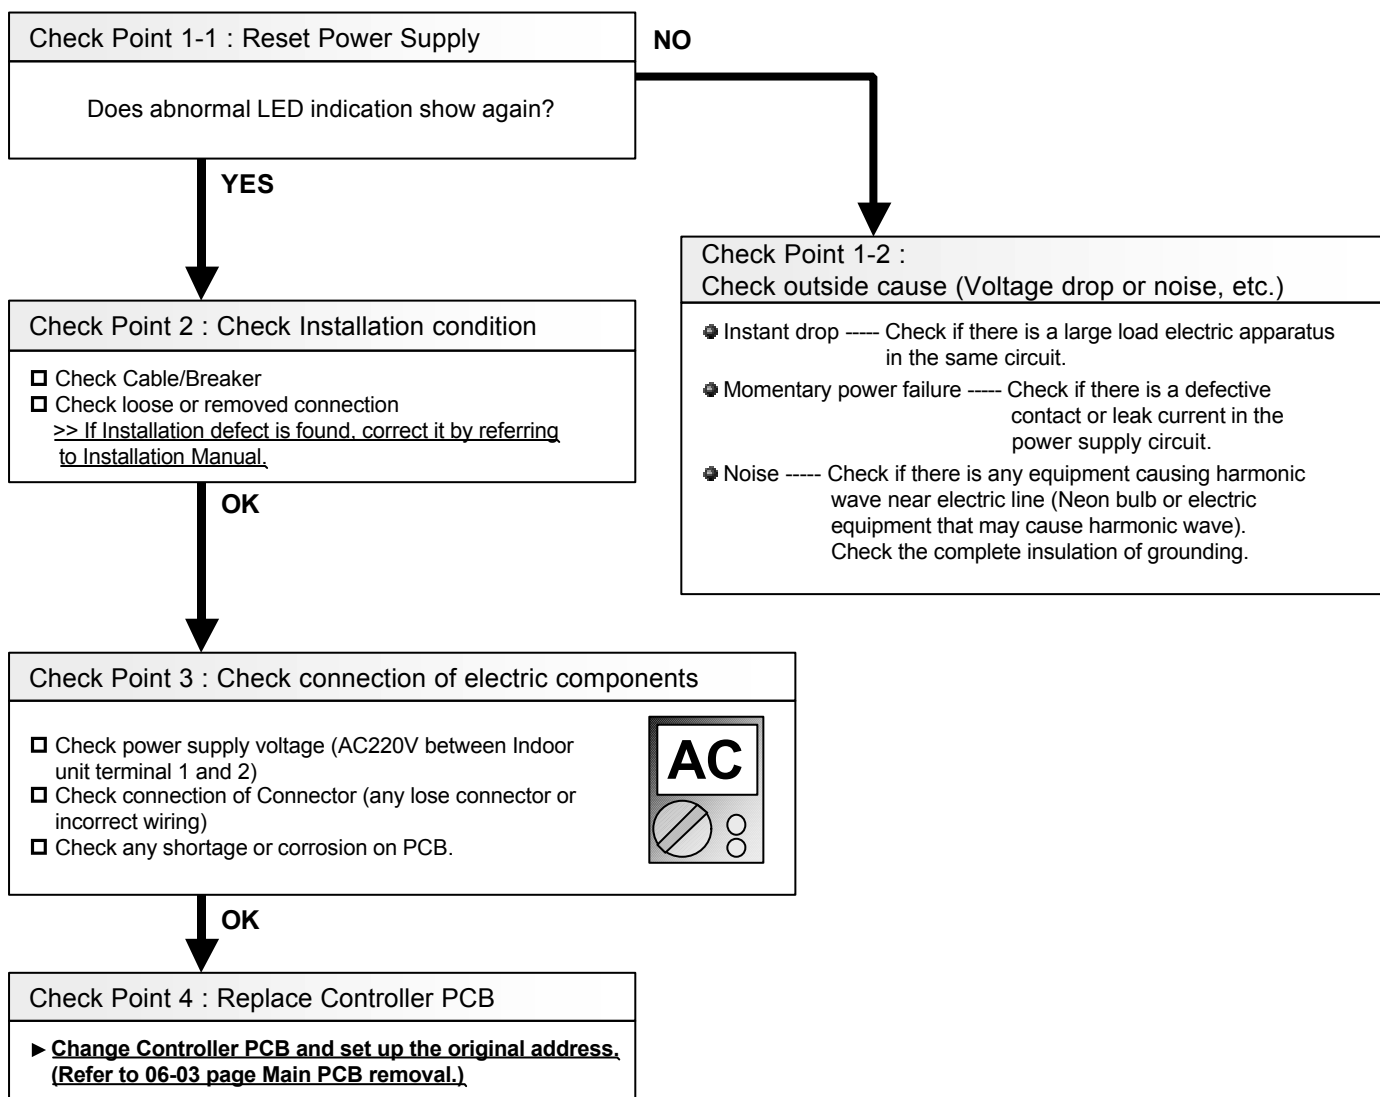 Check Point 1-1 : Reset Power Supply
Does abnormal LED indication show again?
NO
YES
Check Point 1-2 :
Check outside cause (Voltage drop or noise, etc.)
Instant drop ----- Check if there is a large load electric apparatus
in the same circuit.
Momentary power failure ----- Check if there is a defective
contact or leak current in the
power supply circuit.
Noise ----- Check if there is any equipment causing harmonic
wave near electric line (Neon bulb or electric
equipment that may cause harmonic wave).
Check the complete insulation of grounding.
Check Point 2 : Check Installation condition
Check Cable/Breaker
Check loose or removed connection
>> If Installation defect is found, correct it by referring
to Installation Manual.
OK
Check Point 3 : Check connection of electric components
Check power supply voltage (AC220V between Indoor
unit terminal 1 and 2)
Check connection of Connector (any lose connector or
incorrect wiring)
Check any shortage or corrosion on PCB.
AC
OK
Check Point 4 : Replace Controller PCB
► Change Controller PCB and set up the original address.
(Refer to 06-03 page Main PCB removal.)